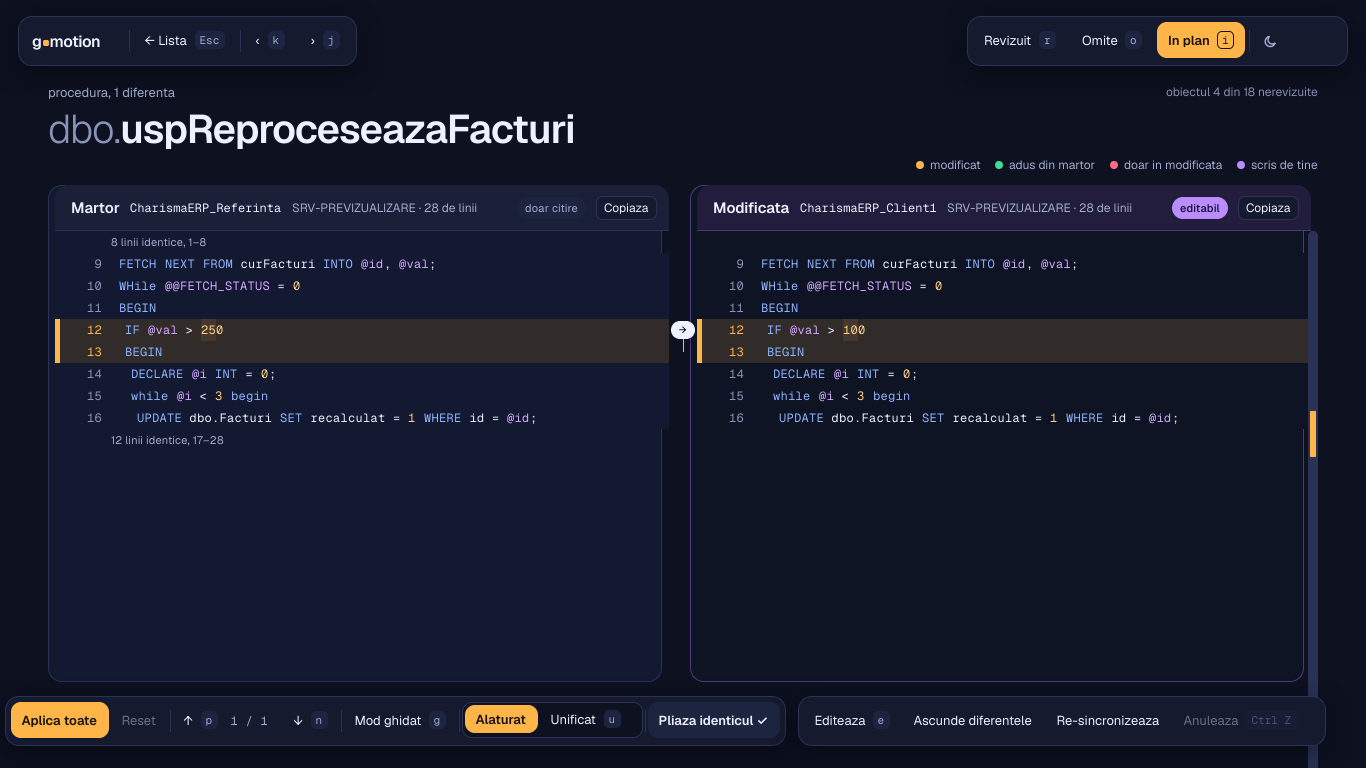 gmotion ← Lista Esc ‹ k › j Revizuit r Omite o In plan i
procedura, 1 diferenta obiectul 4 din 18 nerevizuite
dbo.uspReproceseazaFacturi
modificat adus din martor doar in modificata scris de tine
Martor CharismaERP_Referinta SRV-PREVIZUALIZARE · 28 de linii doar citire Copiaza
8 linii identice, 1–8
9 FETCH NEXT FROM curFacturi INTO @id, @val;
10 WHile @@FETCH_STATUS = 0
11 BEGIN
12 IF @val > 250
13 BEGIN
14 DECLARE @i INT = 0;
15 while @i < 3 begin
16 UPDATE dbo.Facturi SET recalculat = 1 WHERE id = @id;
12 linii identice, 17–28
→
Modificata CharismaERP_Client1 SRV-PREVIZUALIZARE · 28 de linii editabil Copiaza
9 FETCH NEXT FROM curFacturi INTO @id, @val;
10 WHile @@FETCH_STATUS = 0
11 BEGIN
12 IF @val > 100
13 BEGIN
14 DECLARE @i INT = 0;
15 while @i < 3 begin
16 UPDATE dbo.Facturi SET recalculat = 1 WHERE id = @id;
Aplica toate Reset ↑ p 1 / 1 ↓ n Mod ghidat g Alaturat Unificat u Pliaza identicul ✓ Editeaza e Ascunde diferentele Re-sincronizeaza Anuleaza Ctrl Z